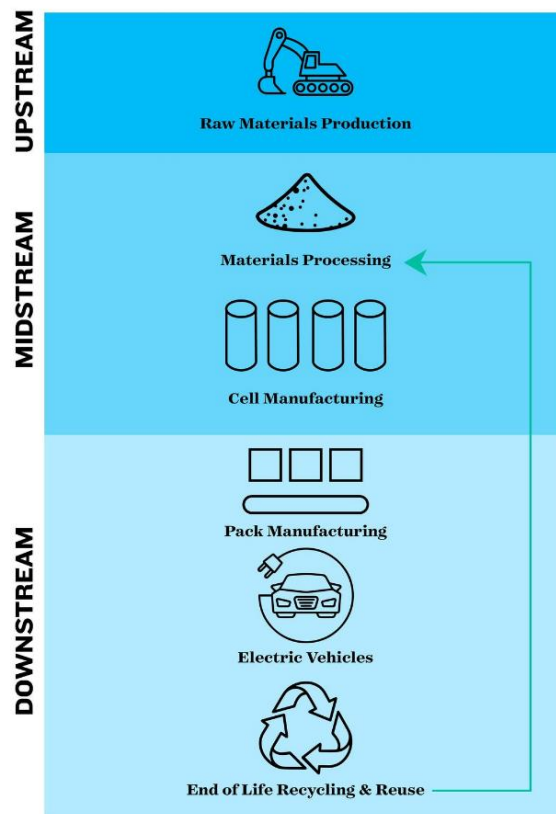 UPSTREAM
Raw Materials Production
MIDSTREAM
Materials Processing
Cell Manufacturing
DOWNSTREAM
Pack Manufacturing
Electric Vehicles
End of Life Recycling & Reuse